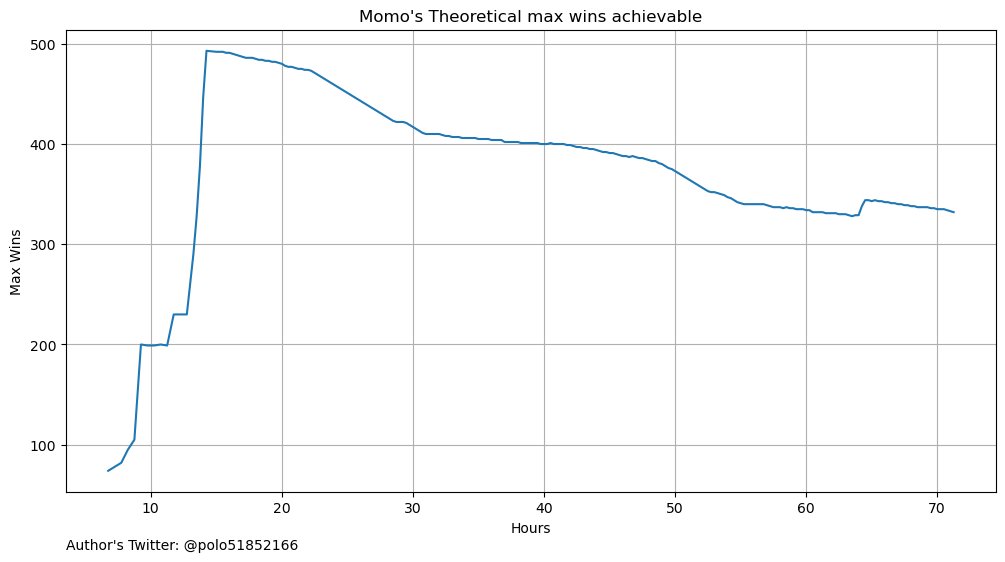 Momo's Theoretical max wins achievable
500
400
300
200
100
Max Wins
10 20 30 40 50 60 70
Hours
Author's Twitter: @polo51852166